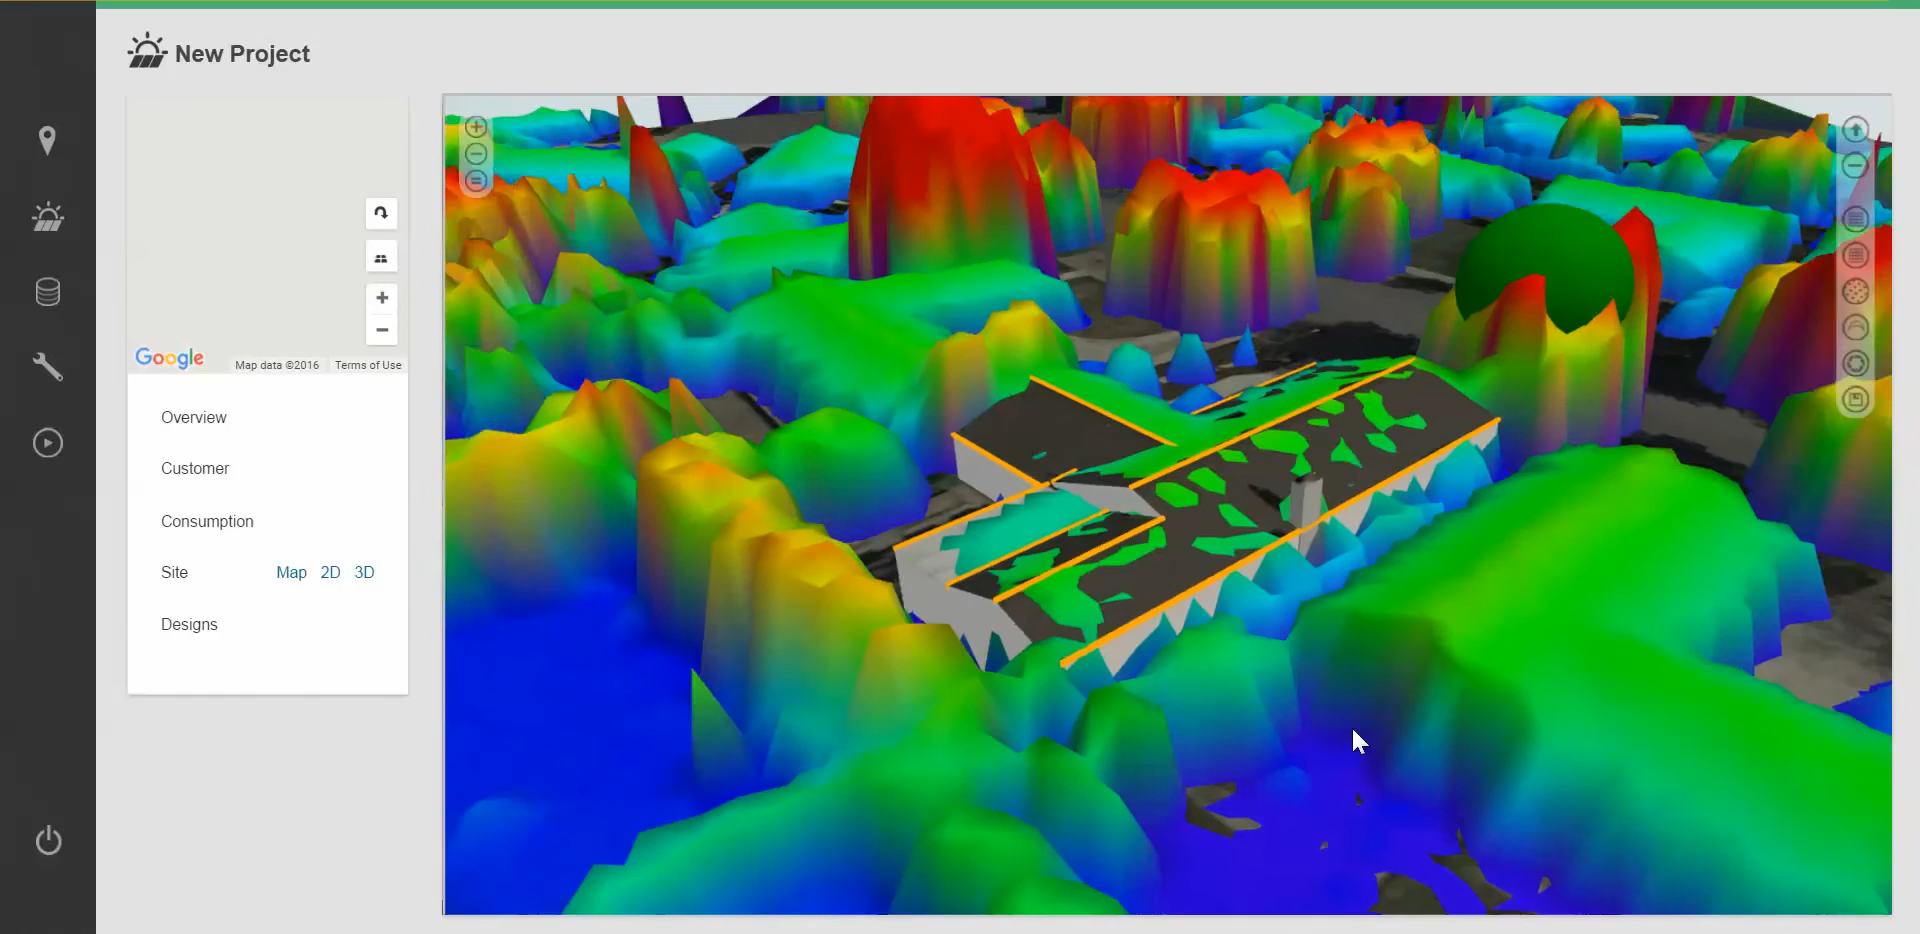 New Project
Google
Map data ©2016 Terms of Use
Overview
Customer
Consumption
Site Map 2D 3D
Designs